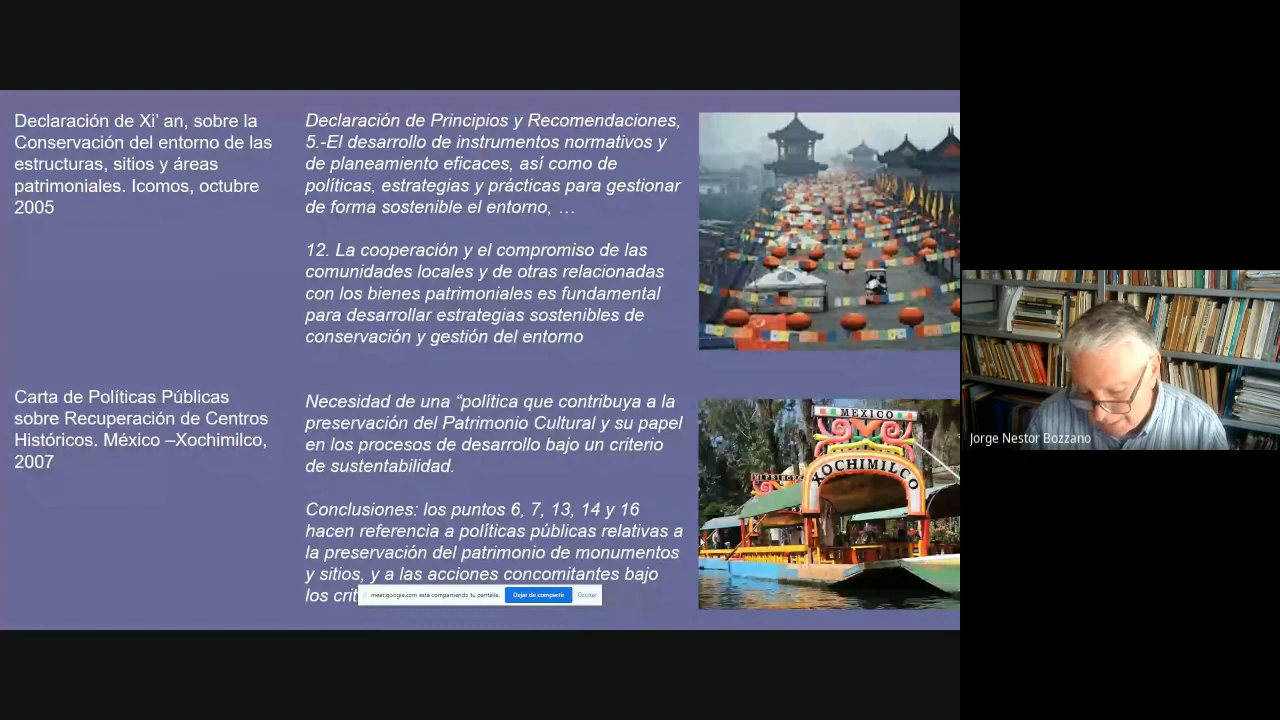 Declaración de Xi' an, sobre la
Conservación del entorno de las
estructuras, sitios y áreas
patrimoniales. Icomos, octubre
2005
Declaración de Principios y Recomendaciones,
5.-El desarrollo de instrumentos normativos y
de planeamiento eficaces, así como de
políticas, estrategias y prácticas para gestionar
de forma sostenible el entorno, …
12. La cooperación y el compromiso de las
comunidades locales y de otras relacionadas
con los bienes patrimoniales es fundamental
para desarrollar estrategias sostenibles de
conservación y gestión del entorno
Carta de Políticas Públicas
sobre Recuperación de Centros
Históricos. México –Xochimilco,
2007
Necesidad de una “política que contribuya a la
preservación del Patrimonio Cultural y su papel
en los procesos de desarrollo bajo un criterio
de sustentabilidad.
Conclusiones: los puntos 6, 7, 13, 14 y 16
hacen referencia a políticas públicas relativas a
la preservación del patrimonio de monumentos
y sitios, y a las acciones concomitantes bajo
los
meet.google.com está compartiendo tu pantalla.
Dejar de compartir
Ocultar
MEXICO
XOCHIMILCO
Jorge Nestor Bozzano